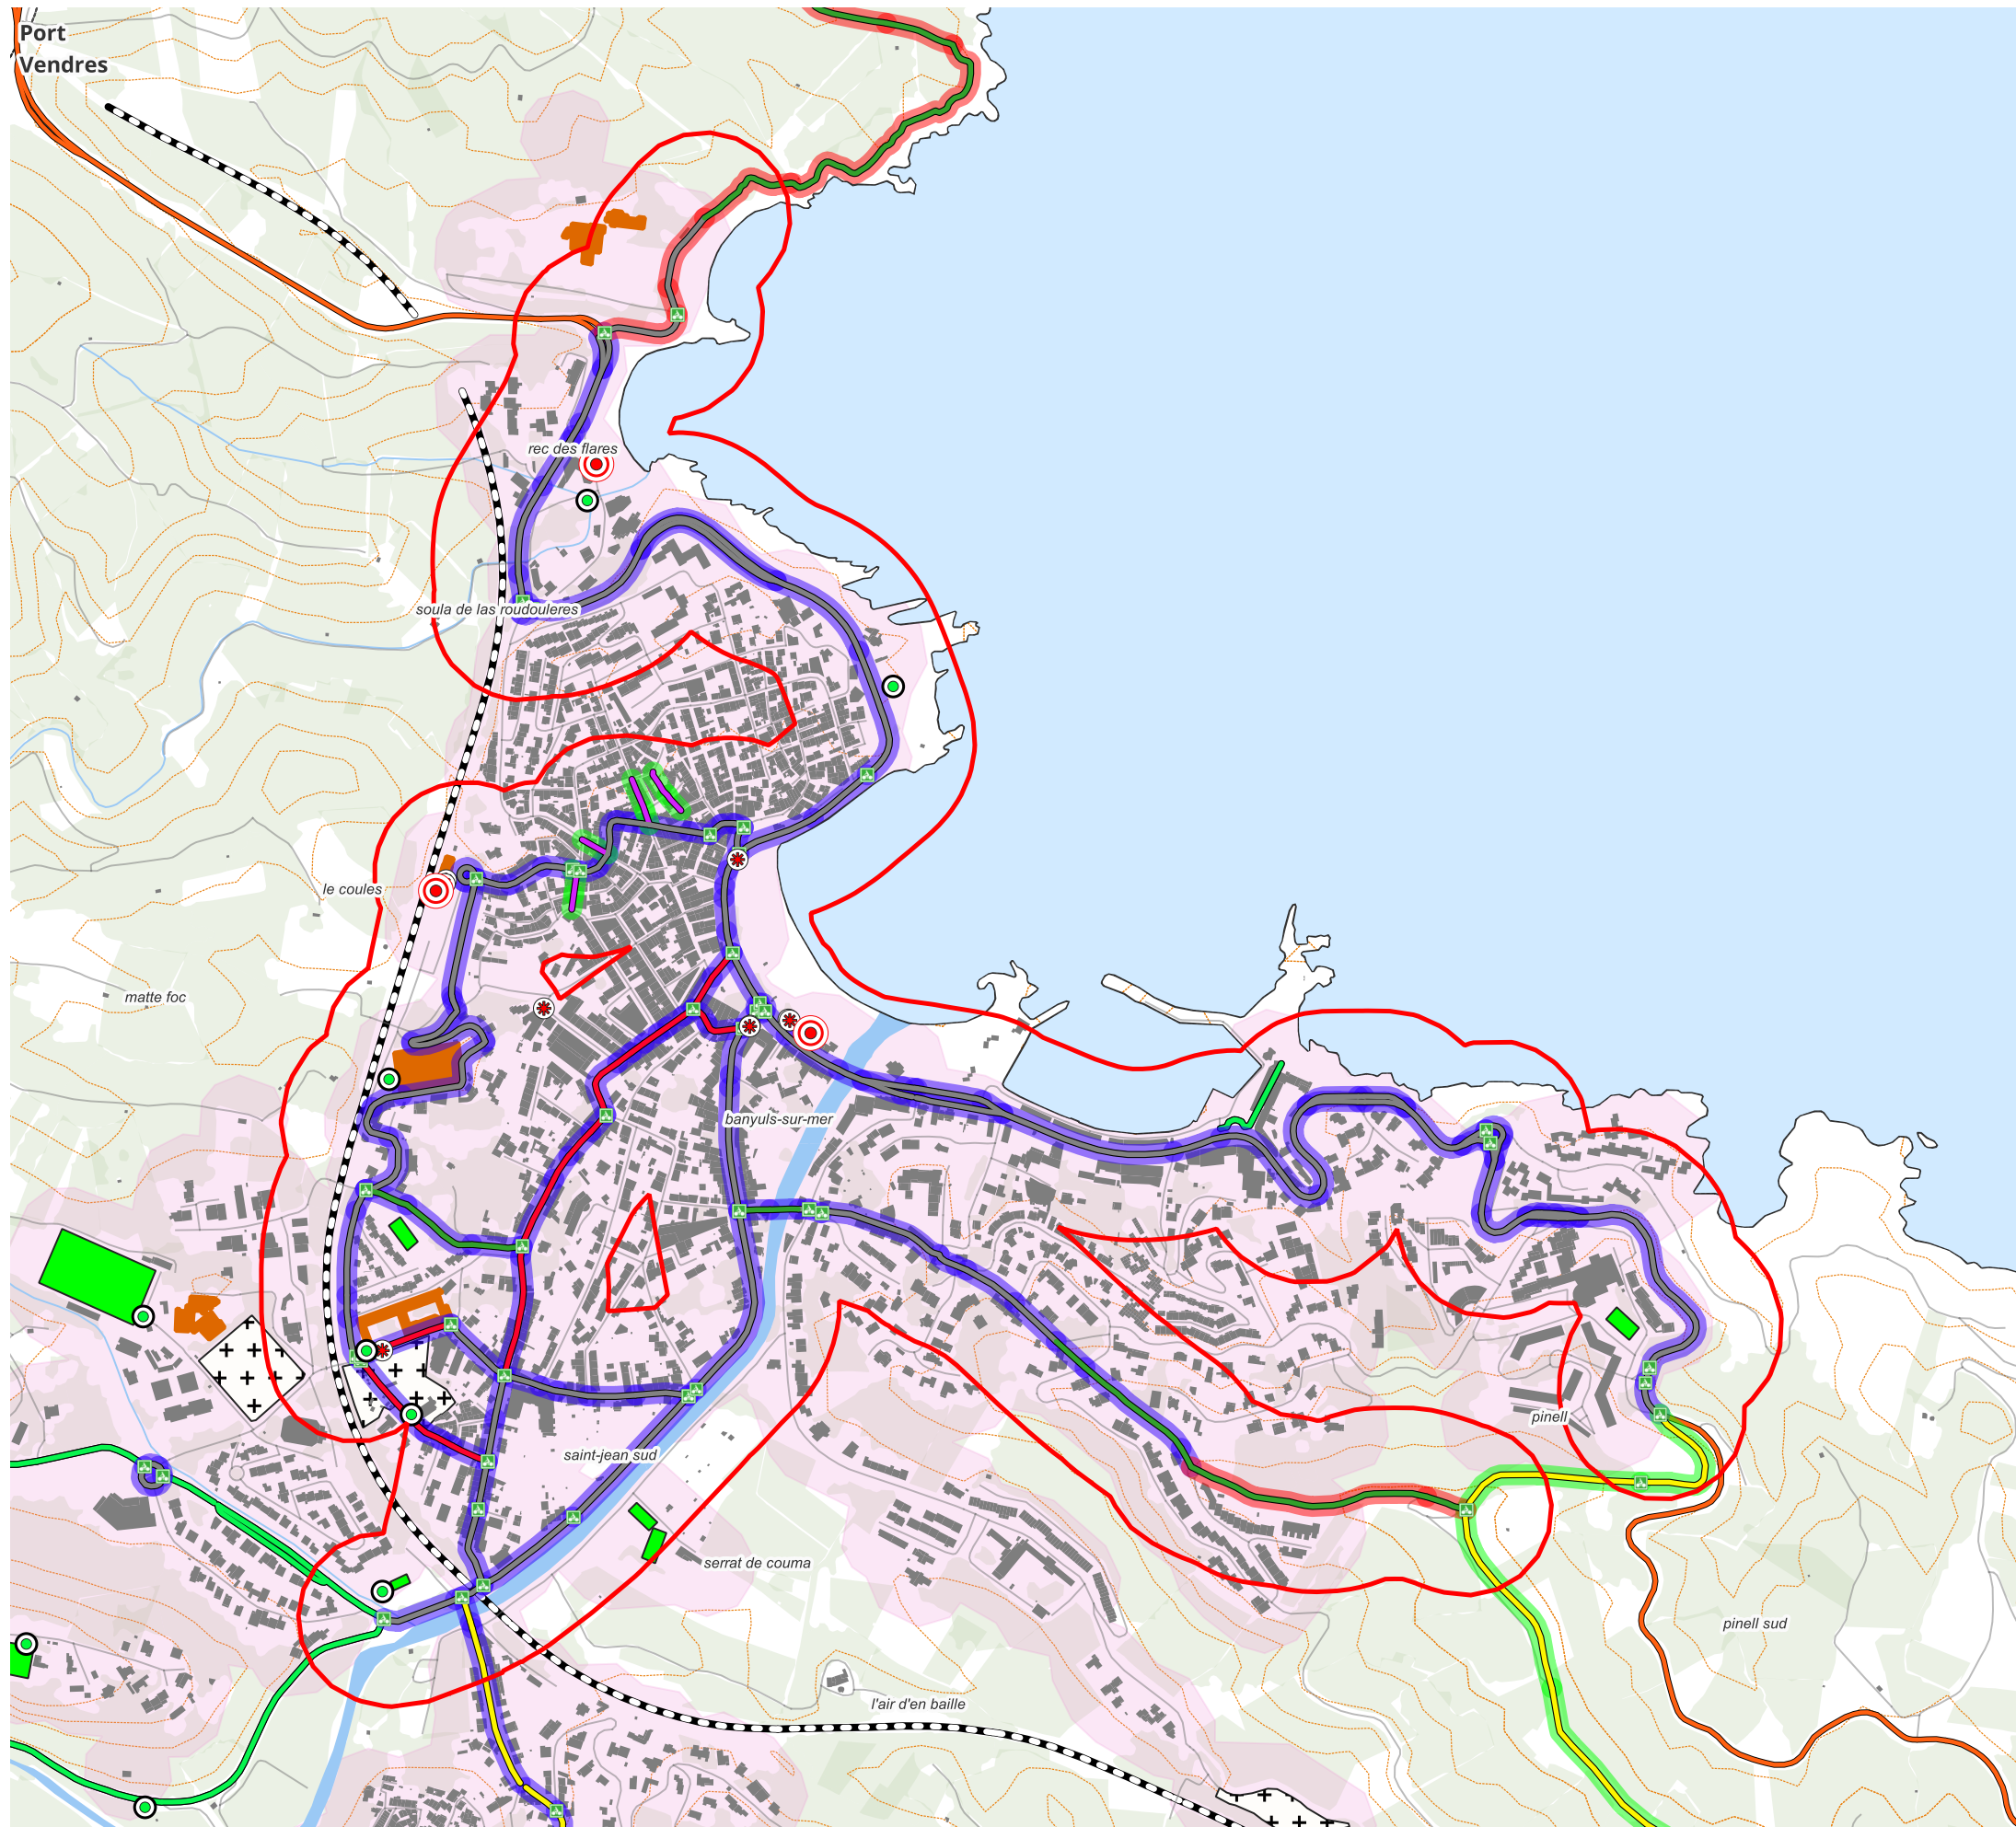 Port
Vendres
rec des flares
soula de las roudouleres
le coules
matte foc
banyuls-sur-mer
pinell
saint-jean sud
serrat de couma
pinell sud
l'air d'en baille